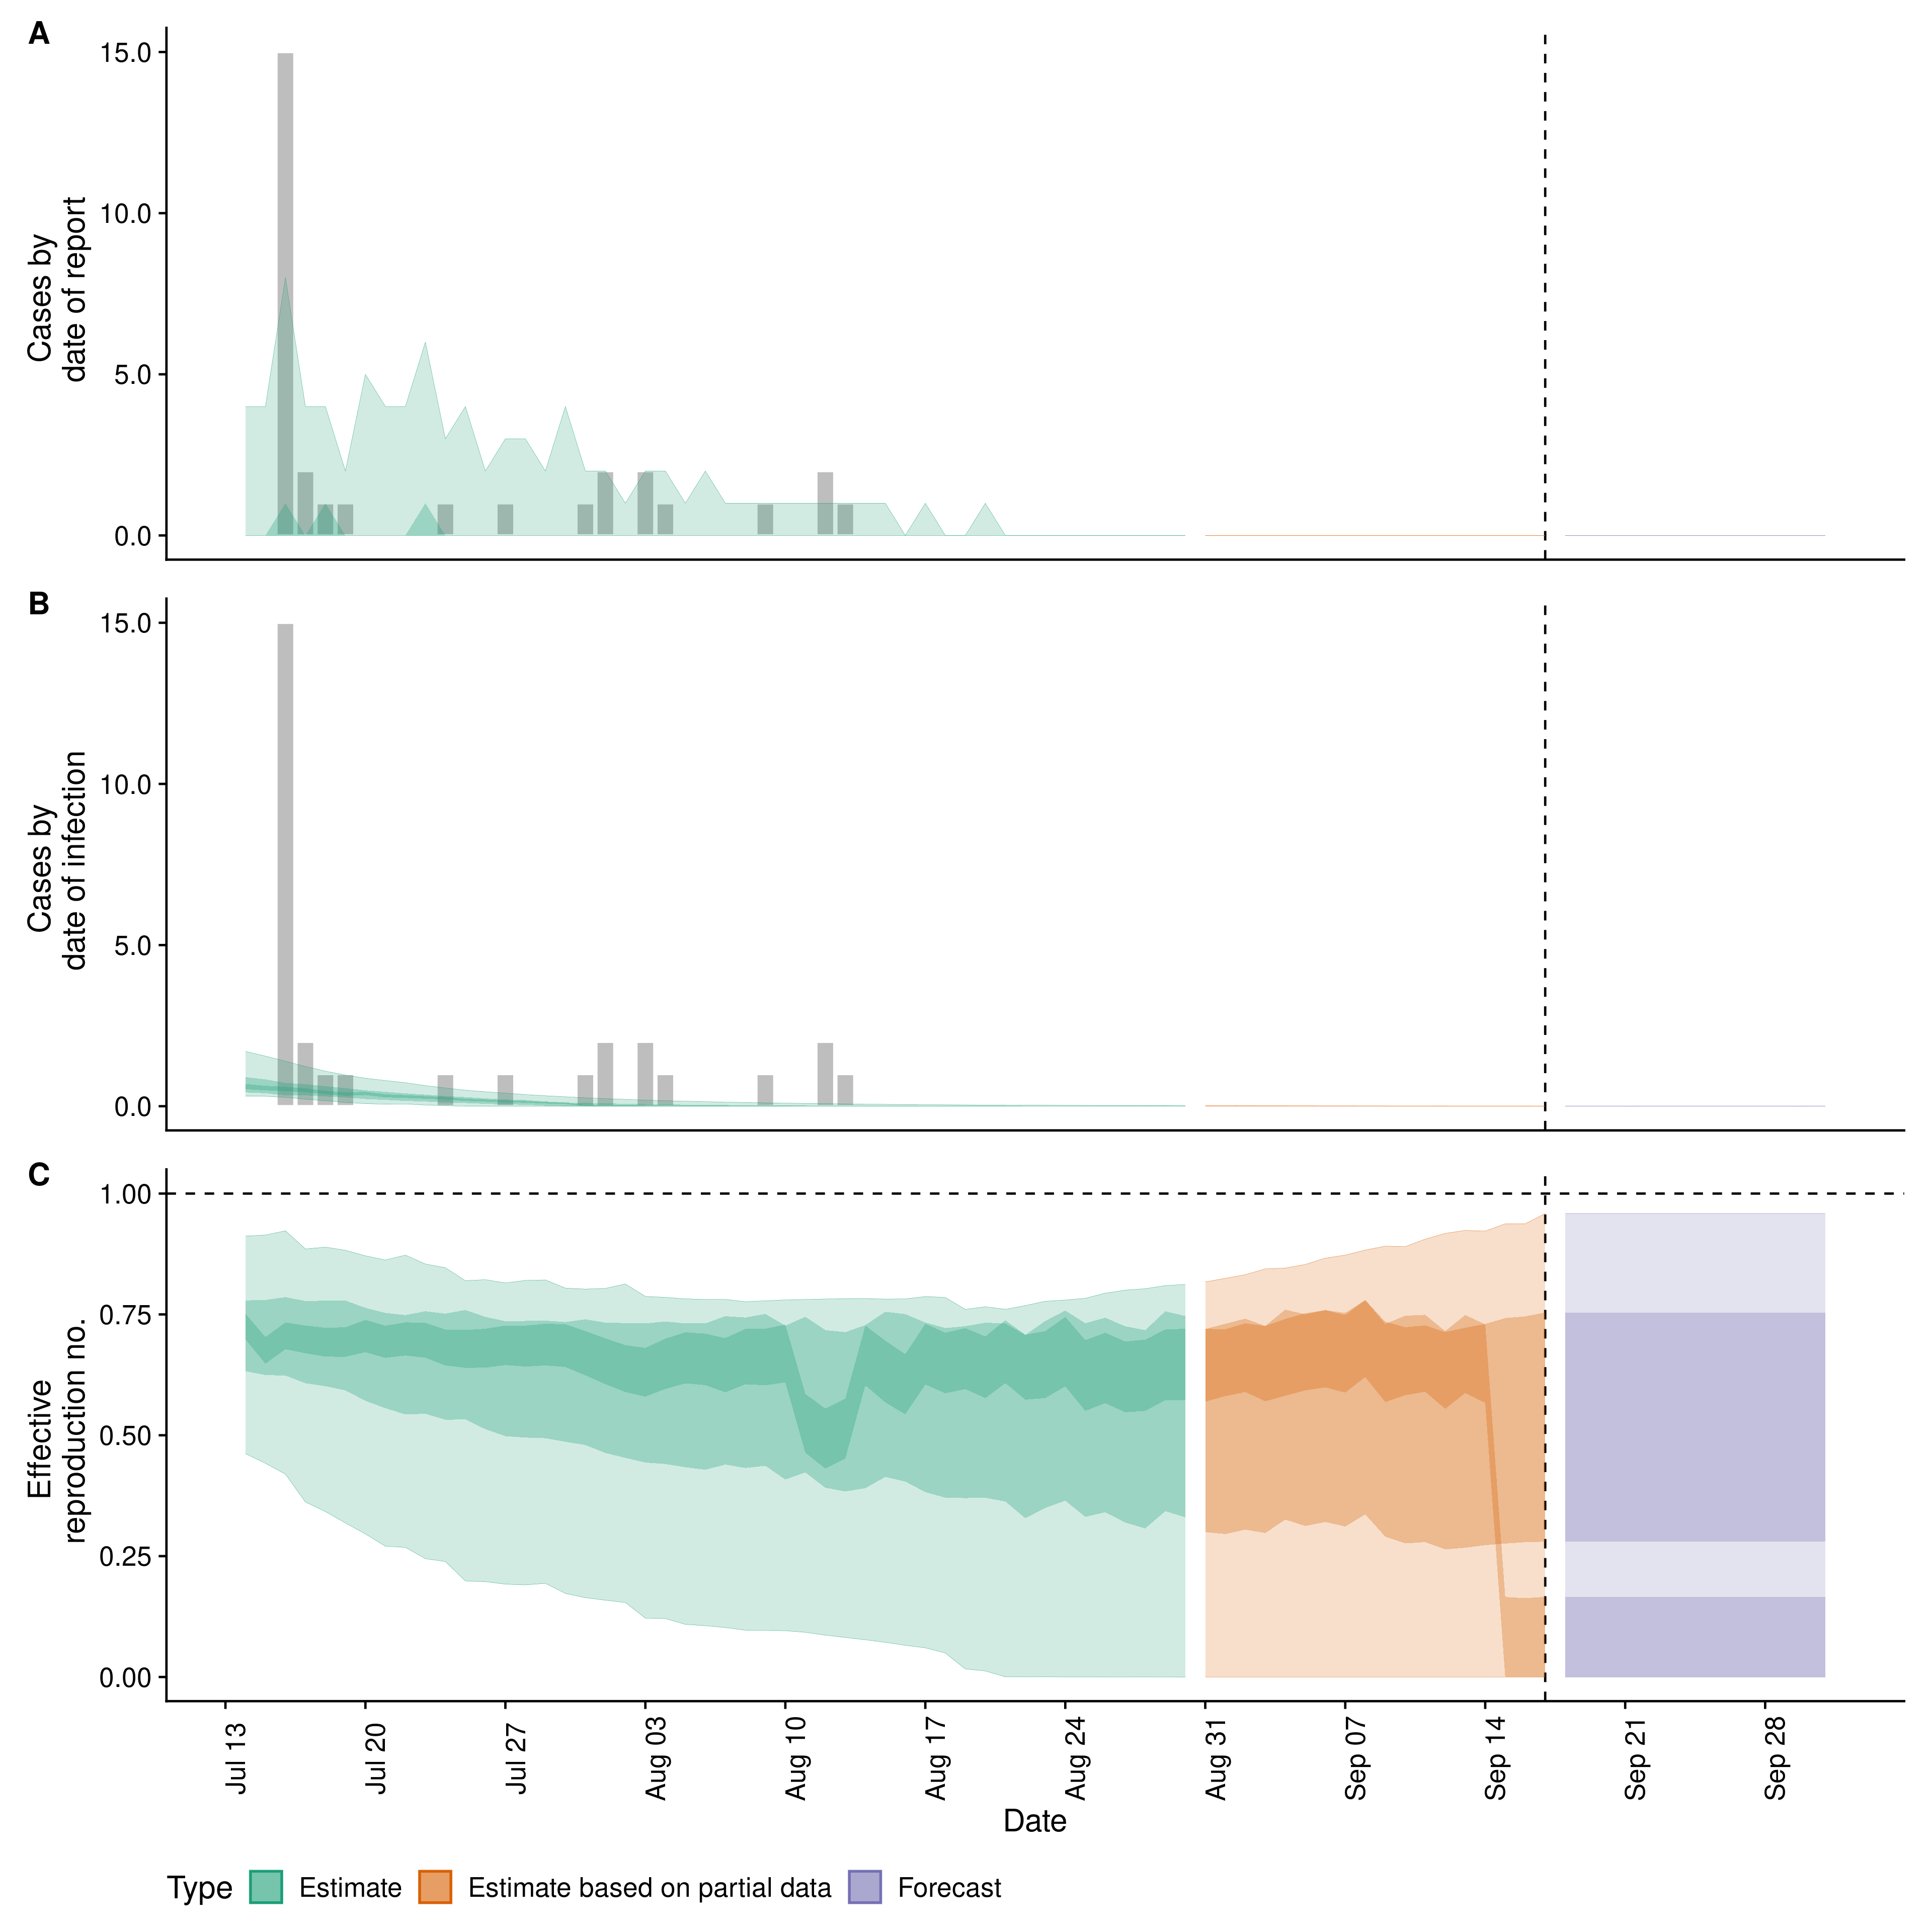 A
Cases by
date of report
15.0
10.0
5.0
0.0
B
Cases by
date of infection
15.0
10.0
5.0
0.0
C
Effective
reproduction no.
1.00
0.75
0.50
0.25
0.00
Jul 13
Jul 20
Jul 27
Aug 03
Aug 10
Aug 17
Aug 24
Aug 31
Sep 07
Sep 14
Sep 21
Sep 28
Date
Type Estimate Estimate based on partial data Forecast